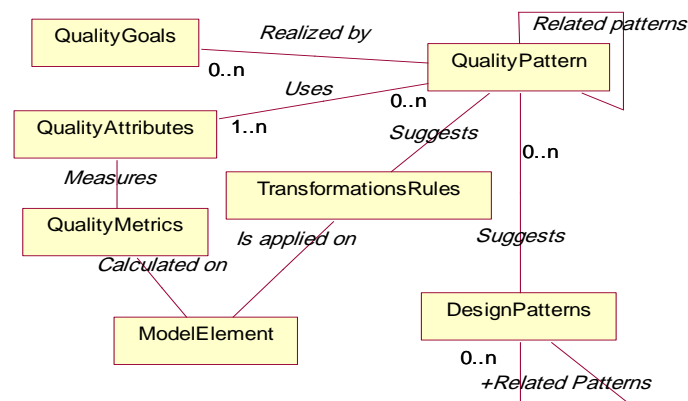 Related patterns
QualityGoals
Realized by
QualityPattern
0..n
Uses
0..n
QualityAttributes
1..n
Suggests
0..n
Measures
TransformationsRules
QualityMetrics
Is applied on
Suggests
Calculated on
DesignPatterns
ModelElement
0..n
+Related Patterns